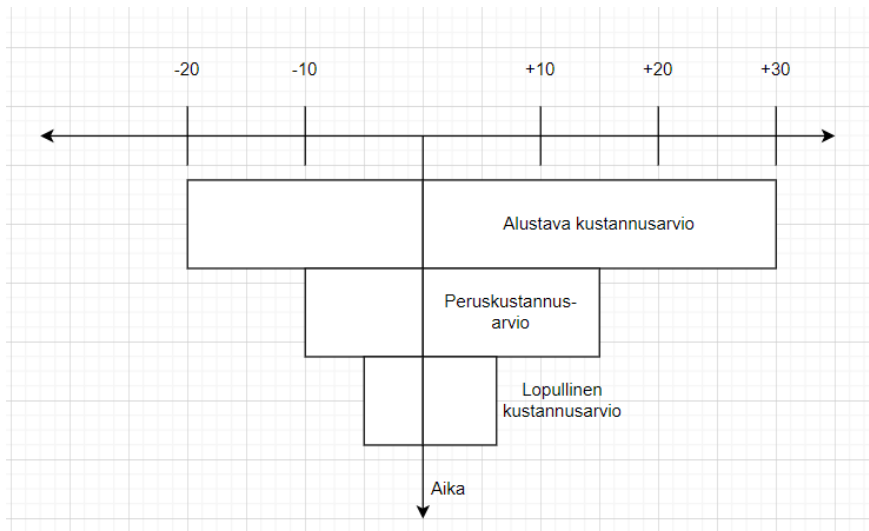 -20 -10 +10 +20 +30
Alustava kustannusarvio
Peruskustannus-
arvio
Lopullinen
kustannusarvio
Aika